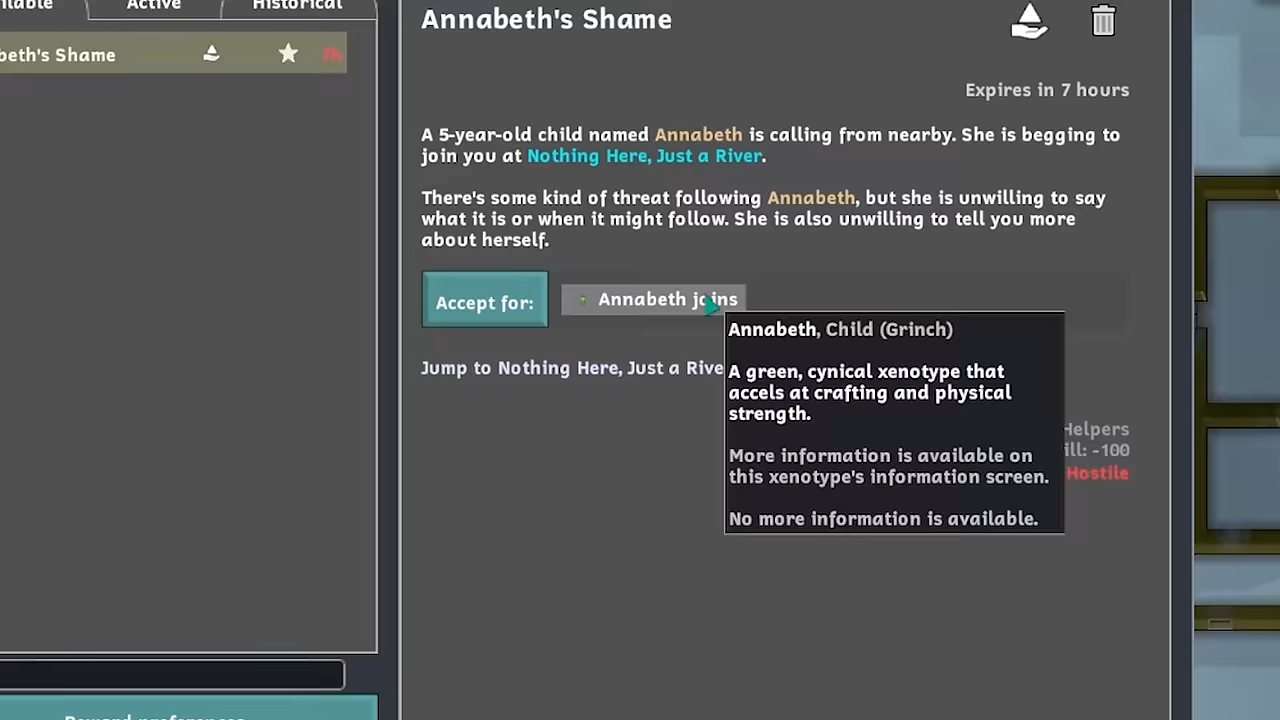 Active
Historical
beth's Shame
7h
Annabeth's Shame
Expires in 7 hours
A 5-year-old child named Annabeth is calling from nearby. She is begging to
join you at Nothing Here, Just a River.
There's some kind of threat following Annabeth, but she is unwilling to say
what it is or when it might follow. She is also unwilling to tell you more
about herself.
Accept for:
Annabeth joins
Jump to Nothing Here, Just a Rive
Annabeth, Child (Grinch)
A green, cynical xenotype that
accels at crafting and physical
strength.
More information is available on
this xenotype's information screen.
No more information is available.
Helpers
ill: -100
Hostile
Reward preferences